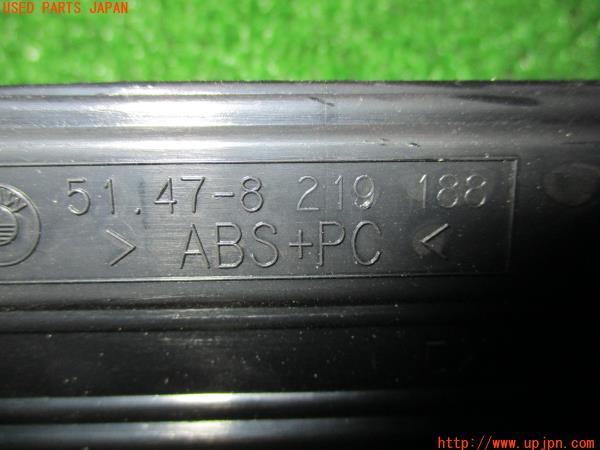 USED PARTS JAPAN
51.47-8 219 188
> ABS+PC <
http://www.upjpn.com